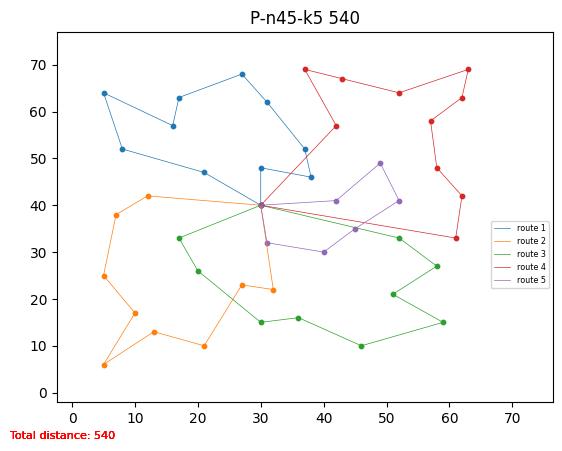 P-n45-k5 540
70
60
50
40
30
20
10
0
route 1
route 2
route 3
route 4
route 5
0 10 20 30 40 50 60 70
Total distance: 540